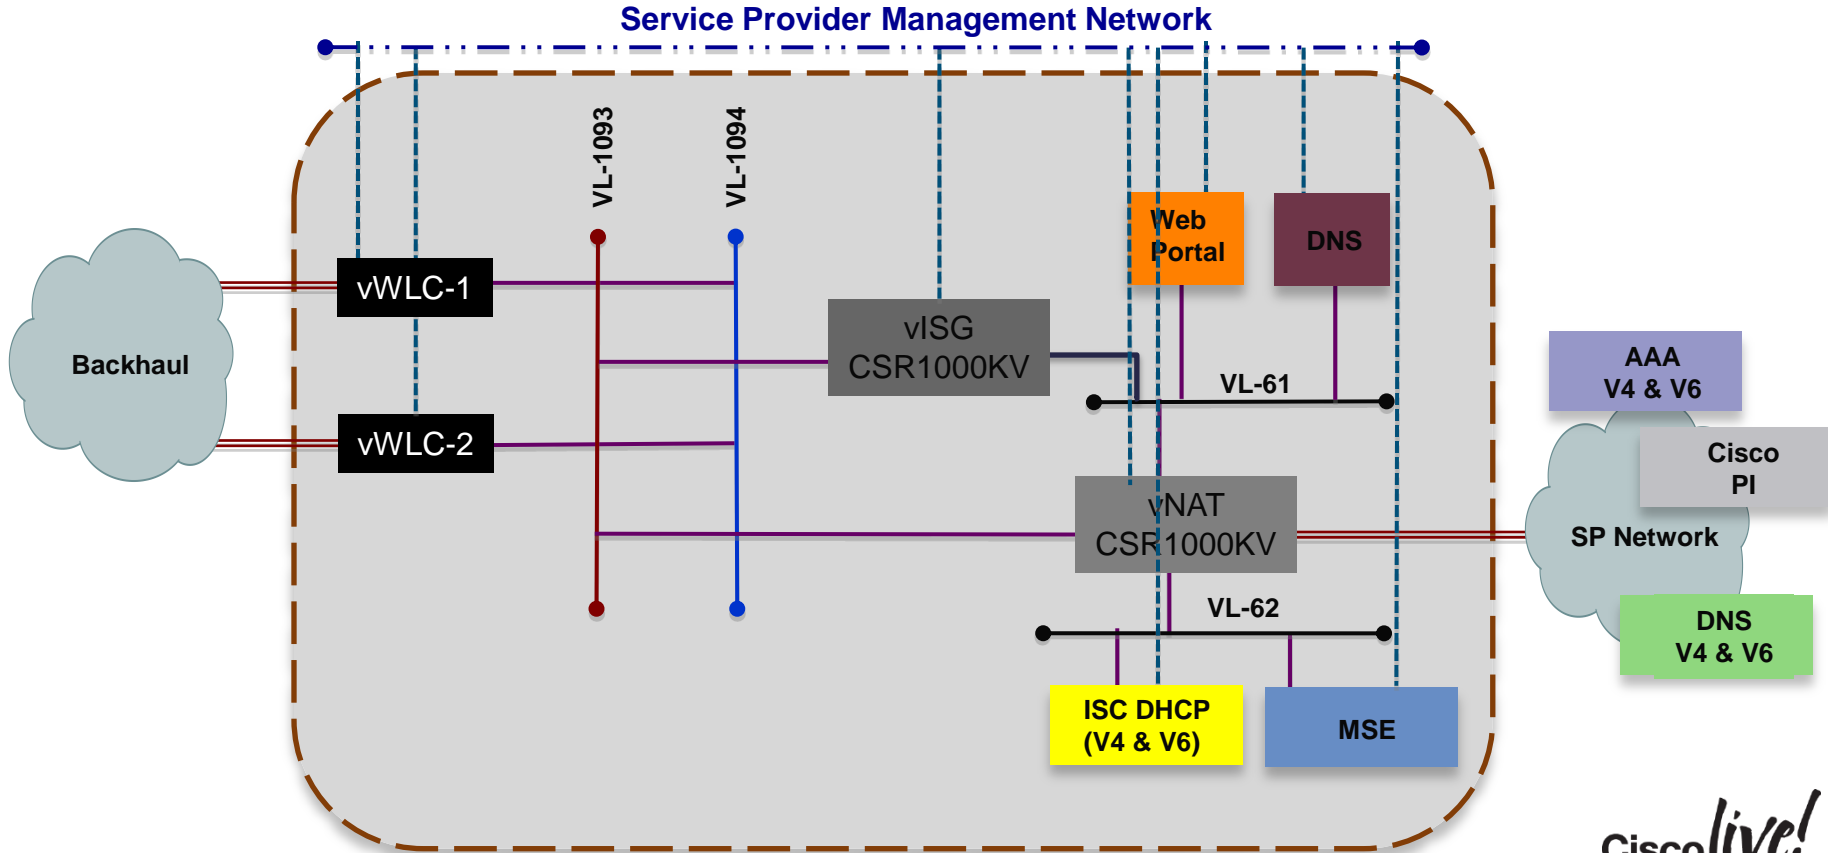 Service Provider Management Network
VL-1093
VL-1094
Web
Portal
DNS
vWLC-1
Backhaul
vISG
CSR1000KV
VL-61
vWLC-2
AAA
V4 & V6
Cisco
PI
vNAT
CSR1000KV
SP Network
VL-62
DNS
V4 & V6
ISC DHCP
(V4 & V6)
MSE
Cisco live!